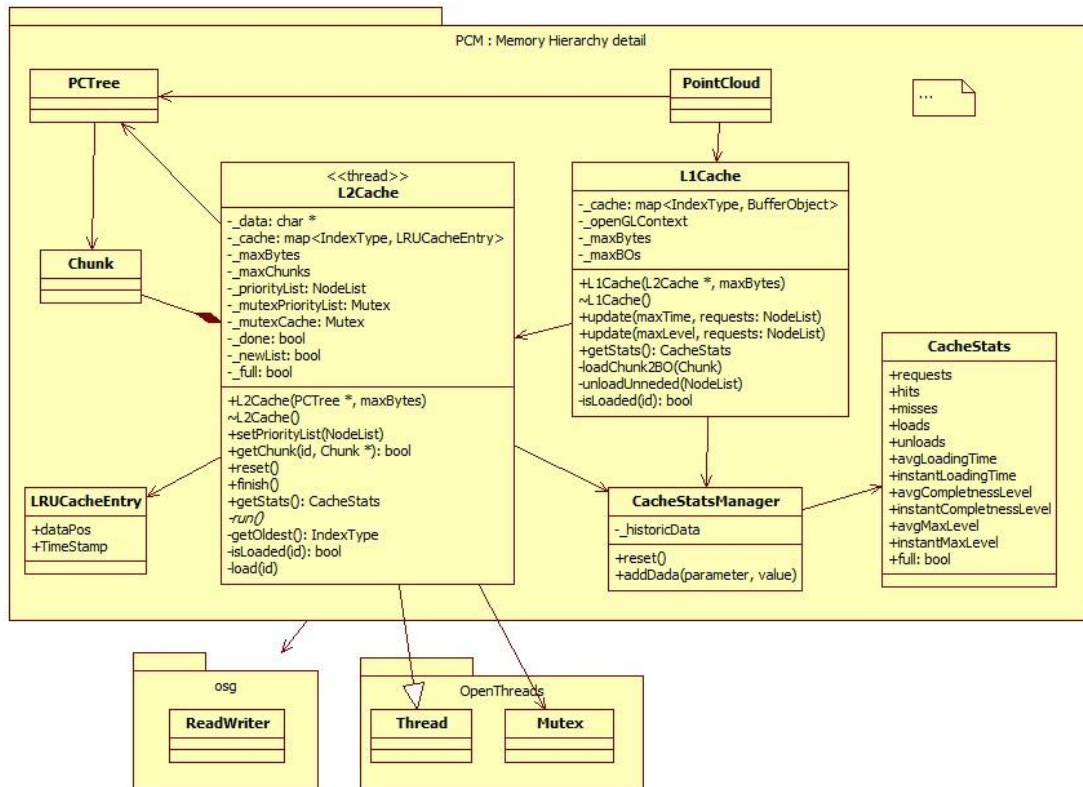 PCM : Memory Hierarchy detail
PCTree
PointCloud
...
<<thread>>
L2Cache
-_data: char *
-_cache: map<IndexType, LRUCacheEntry>
-_maxBytes
-_maxChunks
-_priorityList: NodeList
-_mutexPriorityList: Mutex
-_mutexCache: Mutex
-_done: bool
-_newList: bool
-_full: bool
+L2Cache(PCTree *, maxBytes)
~L2Cache()
+setPriorityList(NodeList)
+getChunk(id, Chunk *): bool
+reset()
+finish()
+getStats(): CacheStats
-run()
-getOldest(): IndexType
-isLoaded(id): bool
-load(id)
L1Cache
-_cache: map<IndexType, BufferObject>
-_openGLContext
-_maxBytes
-_maxBOs
+L1Cache(L2Cache *, maxBytes)
~L1Cache()
+update(maxTime, requests: NodeList)
+update(maxLevel, requests: NodeList)
+getStats(): CacheStats
-loadChunk2BO(Chunk)
-unloadUnneded(NodeList)
-isLoaded(id): bool
Chunk
CacheStats
+requests
+hits
+misses
+loads
+unloads
+avgLoadingTime
+instantLoadingTime
+avgCompletnessLevel
+instantCompletnessLevel
+avgMaxLevel
+instantMaxLevel
+full: bool
LRUCacheEntry
+dataPos
+TimeStamp
CacheStatsManager
-_historicData
+reset()
+addDada(parameter, value)
osg
ReadWriter
OpenThreads
Thread
Mutex